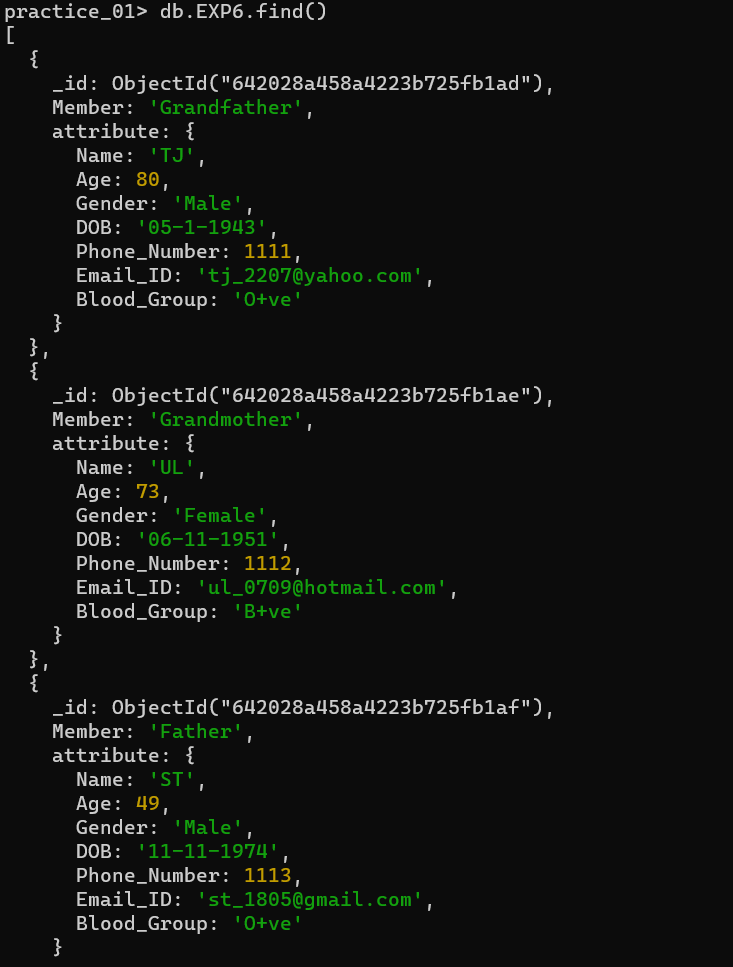 practice_01> db.EXP6.find()
[
  {
    _id: ObjectId("642028a458a4223b725fb1ad"),
    Member: 'Grandfather',
    attribute: {
      Name: 'TJ',
      Age: 80,
      Gender: 'Male',
      DOB: '05-1-1943',
      Phone_Number: 1111,
      Email_ID: 'tj_2207@yahoo.com',
      Blood_Group: 'O+ve'
    }
  },
  {
    _id: ObjectId("642028a458a4223b725fb1ae"),
    Member: 'Grandmother',
    attribute: {
      Name: 'UL',
      Age: 73,
      Gender: 'Female',
      DOB: '06-11-1951',
      Phone_Number: 1112,
      Email_ID: 'ul_0709@hotmail.com',
      Blood_Group: 'B+ve'
    }
  },
  {
    _id: ObjectId("642028a458a4223b725fb1af"),
    Member: 'Father',
    attribute: {
      Name: 'ST',
      Age: 49,
      Gender: 'Male',
      DOB: '11-11-1974',
      Phone_Number: 1113,
      Email_ID: 'st_1805@gmail.com',
      Blood_Group: 'O+ve'
    }